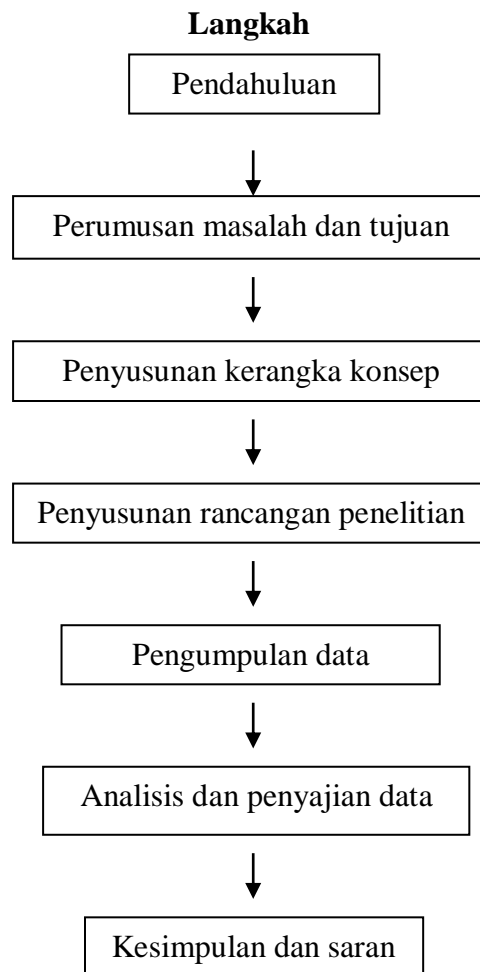 Langkah
Pendahuluan
Perumusan masalah dan tujuan
Penyusunan kerangka konsep
Penyusunan rancangan penelitian
Pengumpulan data
Analisis dan penyajian data
Kesimpulan dan saran